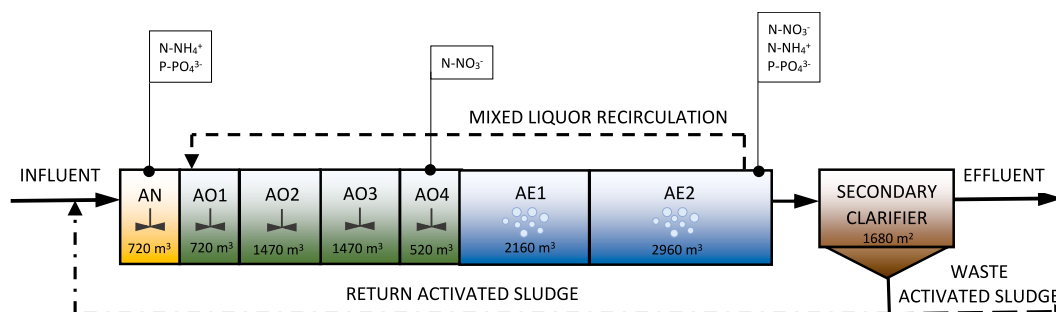 N-NH₄⁺
P-PO₄³⁻
N-NO₃⁻
N-NO₃⁻
N-NH₄⁺
P-PO₄³⁻
MIXED LIQUOR RECIRCULATION
INFLUENT
AN
720 m³
AO1
720 m³
AO2
1470 m³
AO3
1470 m³
AO4
520 m³
AE1
2160 m³
AE2
2960 m³
SECONDARY
CLARIFIER
1680 m²
EFFLUENT
RETURN ACTIVATED SLUDGE
WASTE
ACTIVATED SLUDGE